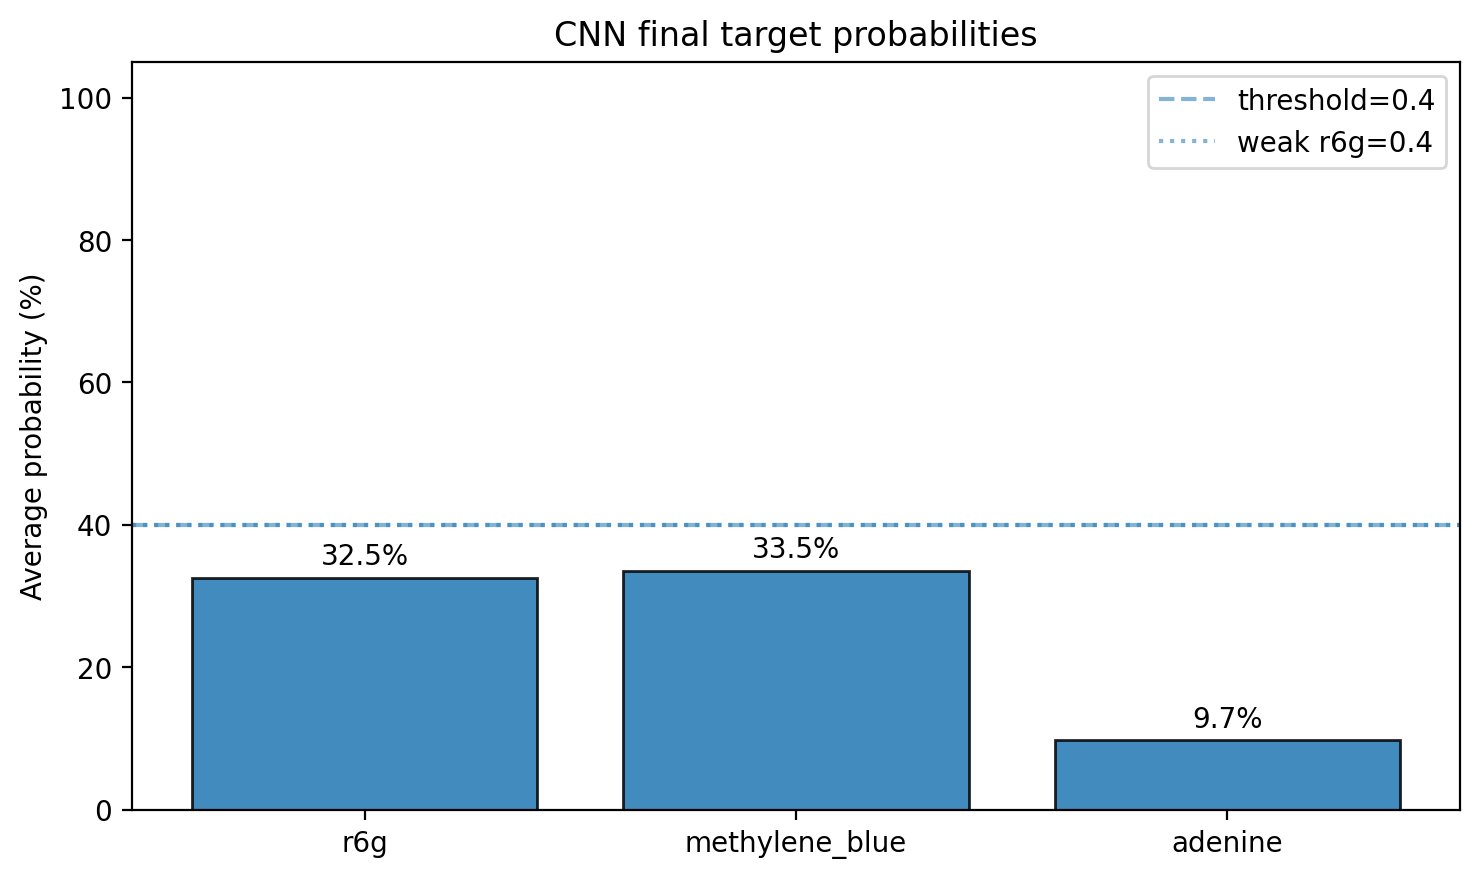 CNN final target probabilities
threshold=0.4
weak r6g=0.4
Average probability (%)
100
80
60
40
20
0
32.5%
33.5%
9.7%
r6g
methylene_blue
adenine